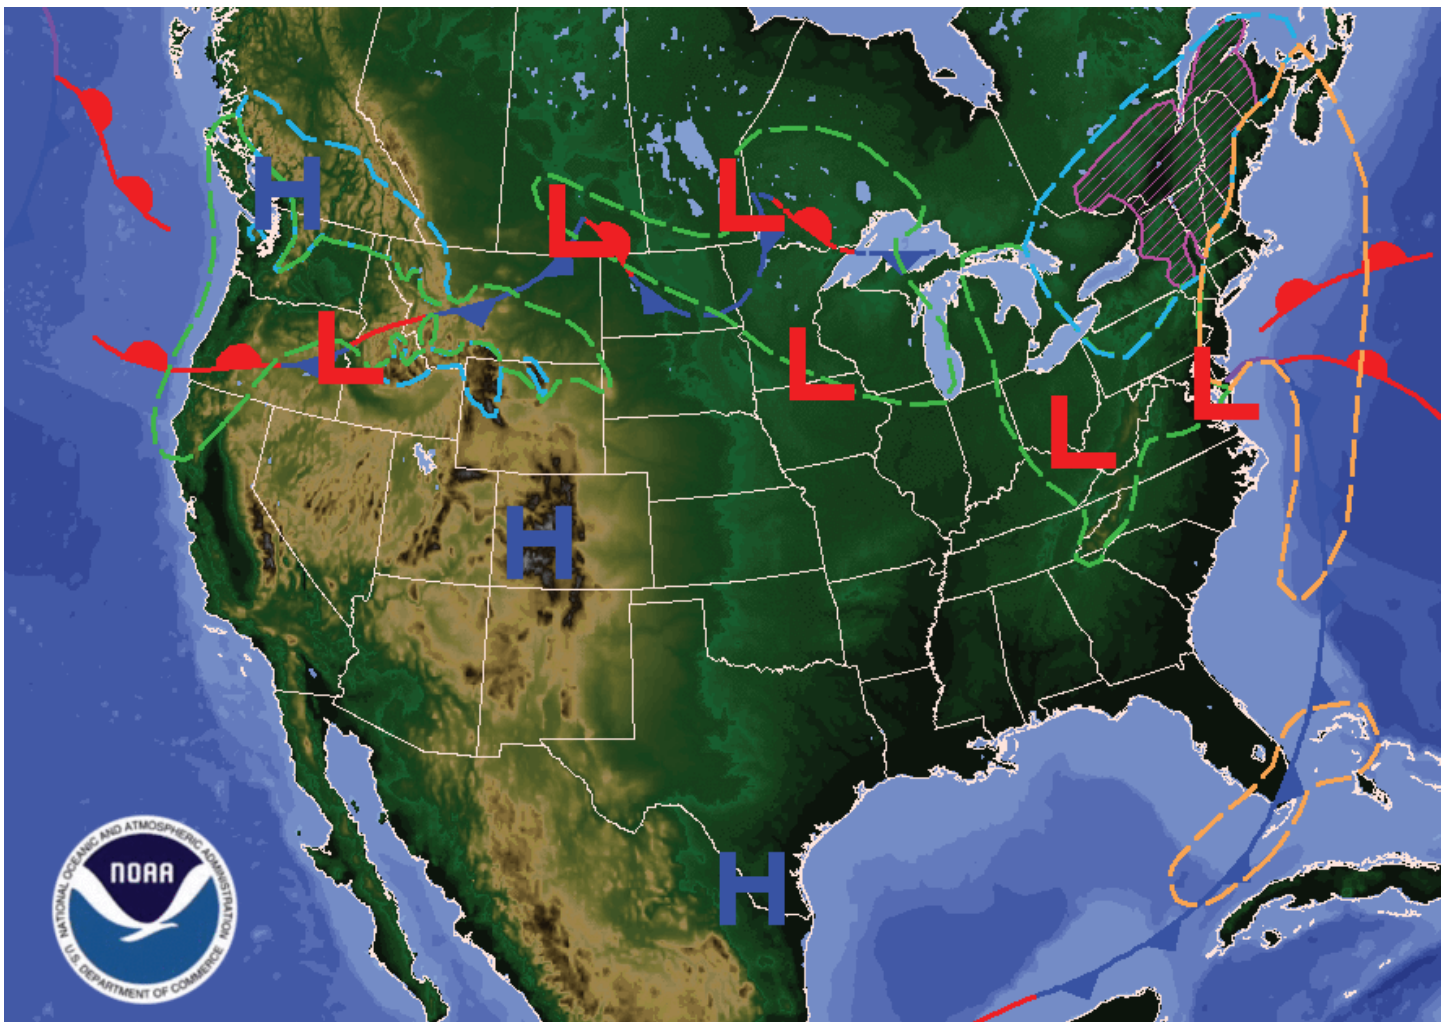 H
L
L
L
L
L
L
H
H
NATIONAL OCEANIC AND ATMOSPHERIC ADMINISTRATION
NOAA
U.S. DEPARTMENT OF COMMERCE